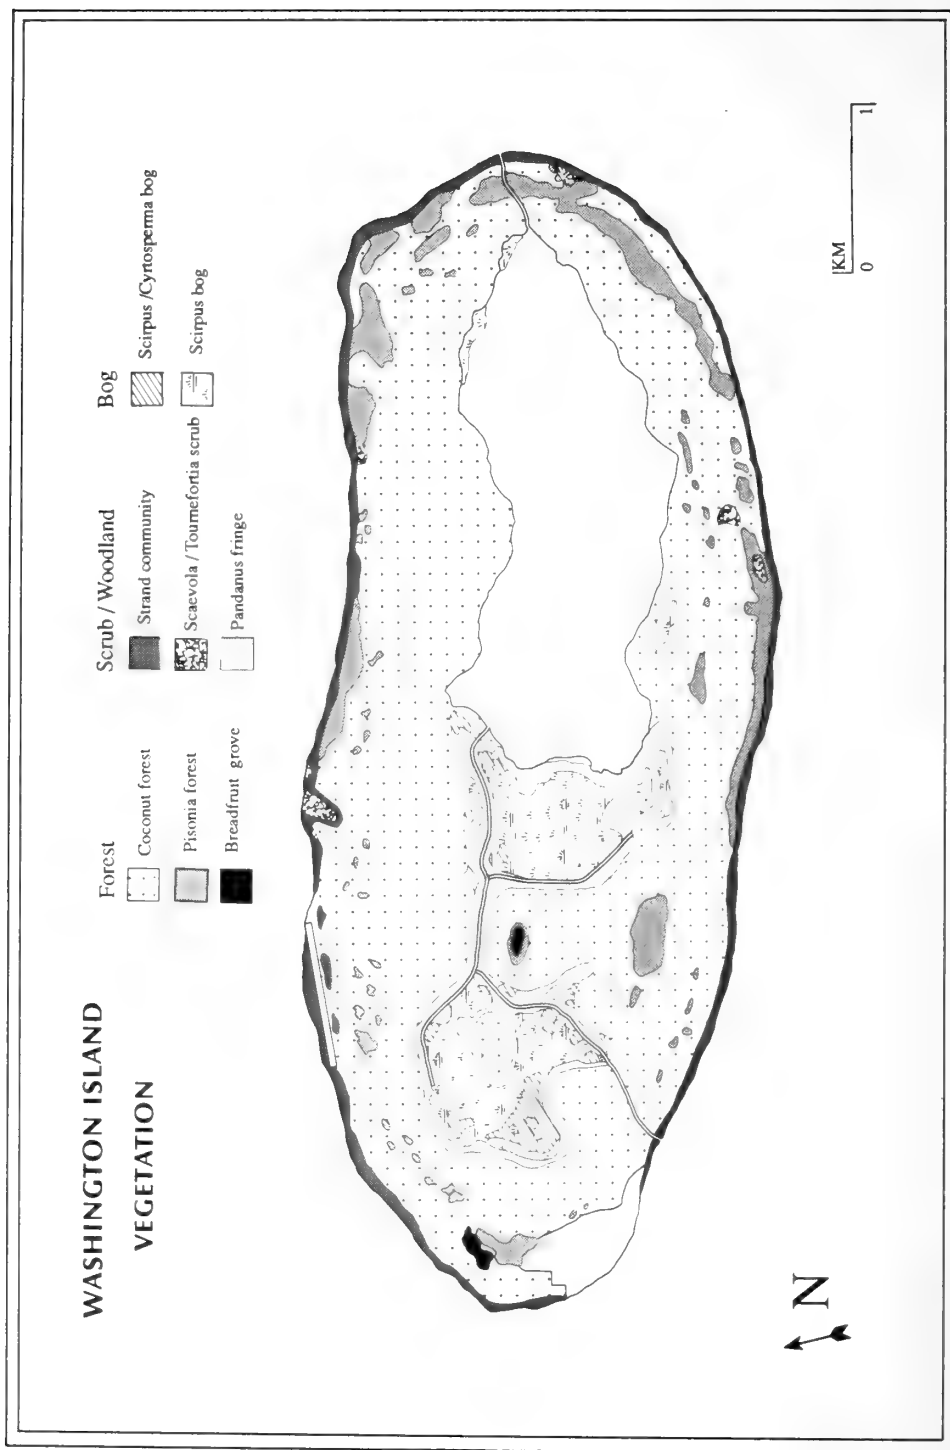 WASHINGTON ISLAND
VEGETATION
Forest
Coconut forest
Pisonia forest
Breadfruit grove
Scrub / Woodland
Strand community
Scaevola / Tournefortia scrub
Pandanus fringe
Bog
Scirpus /Cyrtosperma bog
Scirpus bog
N
KM
0 1